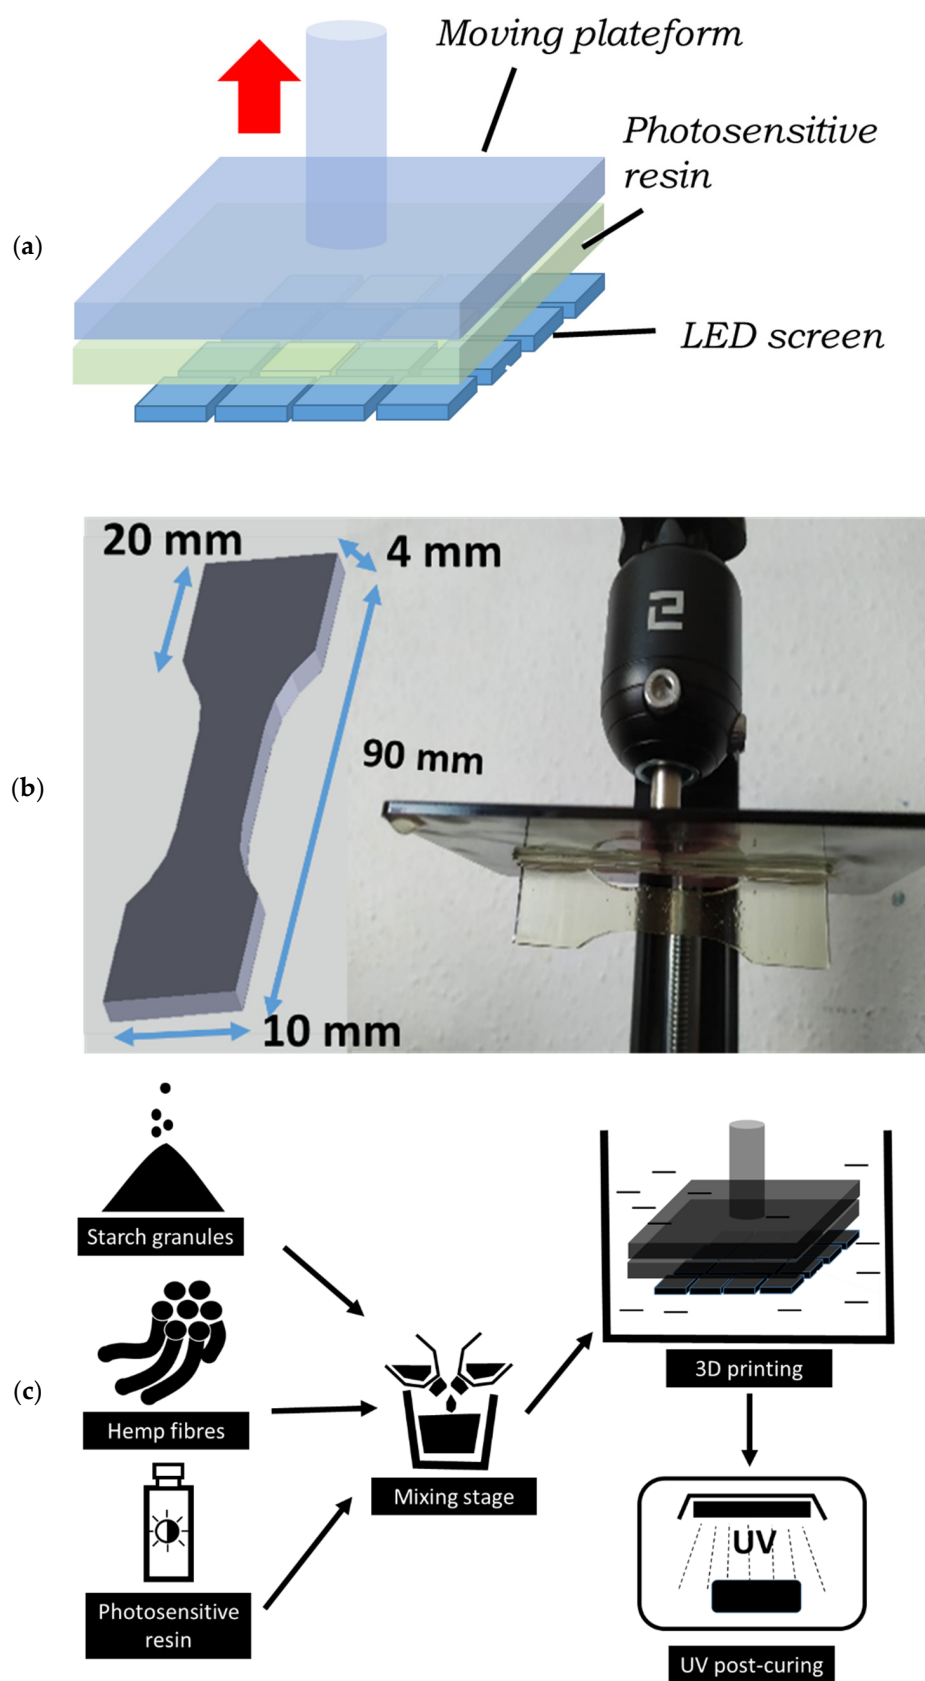 Moving plateform
Photosensitive
resin
(a)
LED screen
20 mm
4 mm
90 mm
(b)
10 mm
Starch granules
Hemp fibres
(c)
Photosensitive
resin
Mixing stage
3D printing
UV
UV post-curing